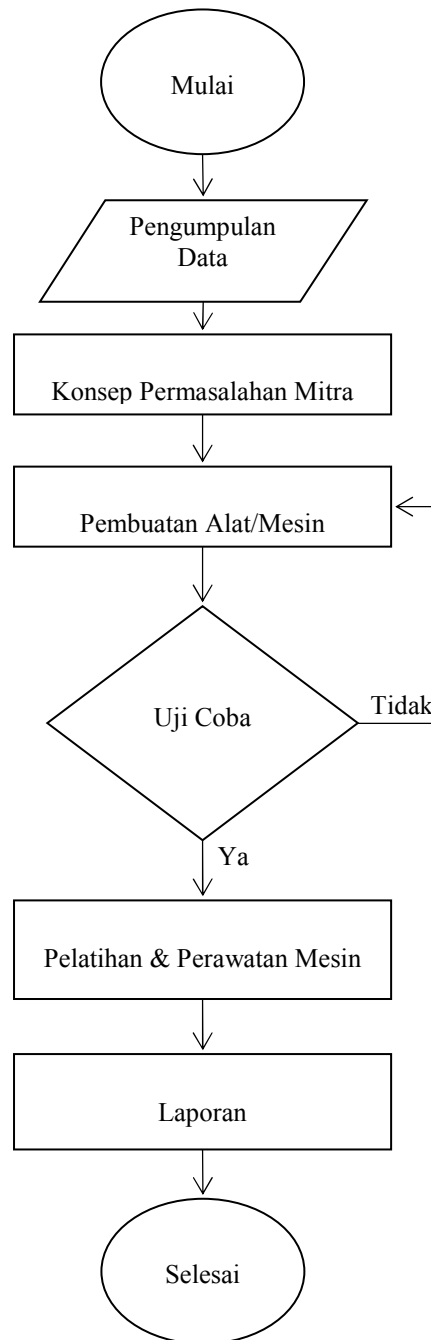 Mulai
Pengumpulan
Data
Konsep Permasalahan Mitra
Pembuatan Alat/Mesin
Uji Coba
Tidak
Ya
Pelatihan & Perawatan Mesin
Laporan
Selesai